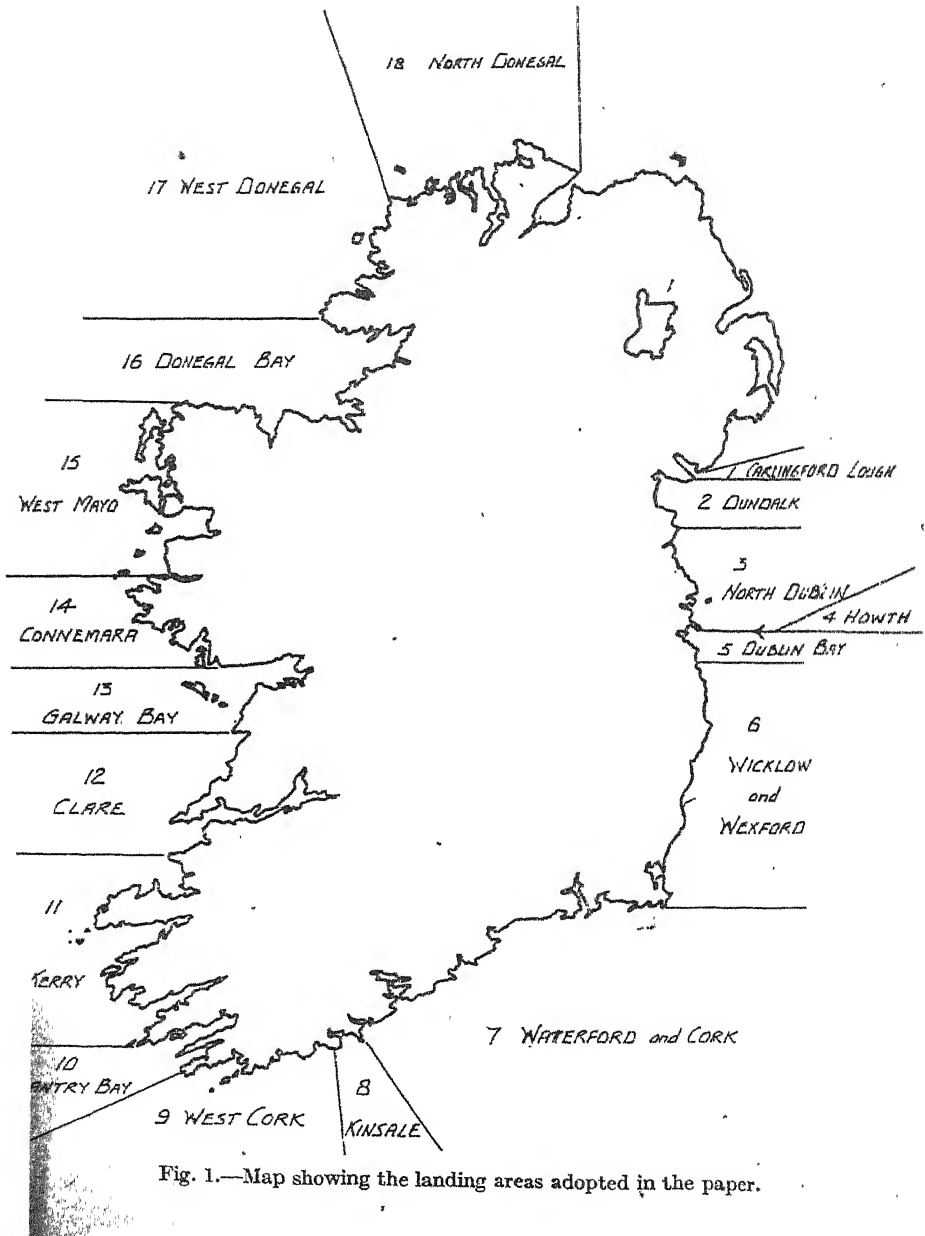 18 NORTH DONEGAL
17 WEST DONEGAL
16 DONEGAL BAY
15
WEST MAYO
1 CARLINGFORD LOUGH
2 DUNDALK
3
NORTH DUBLIN
4 HOWTH
5 DUBLIN BAY
14
CONNEMARA
13
GALWAY BAY
6
WICKLOW
and
WEXFORD
12
CLARE
11
KERRY
7 WATERFORD and CORK
10
ANTRY BAY
8
KINSALE
9 WEST CORK
Fig. 1.—Map showing the landing areas adopted in the paper.